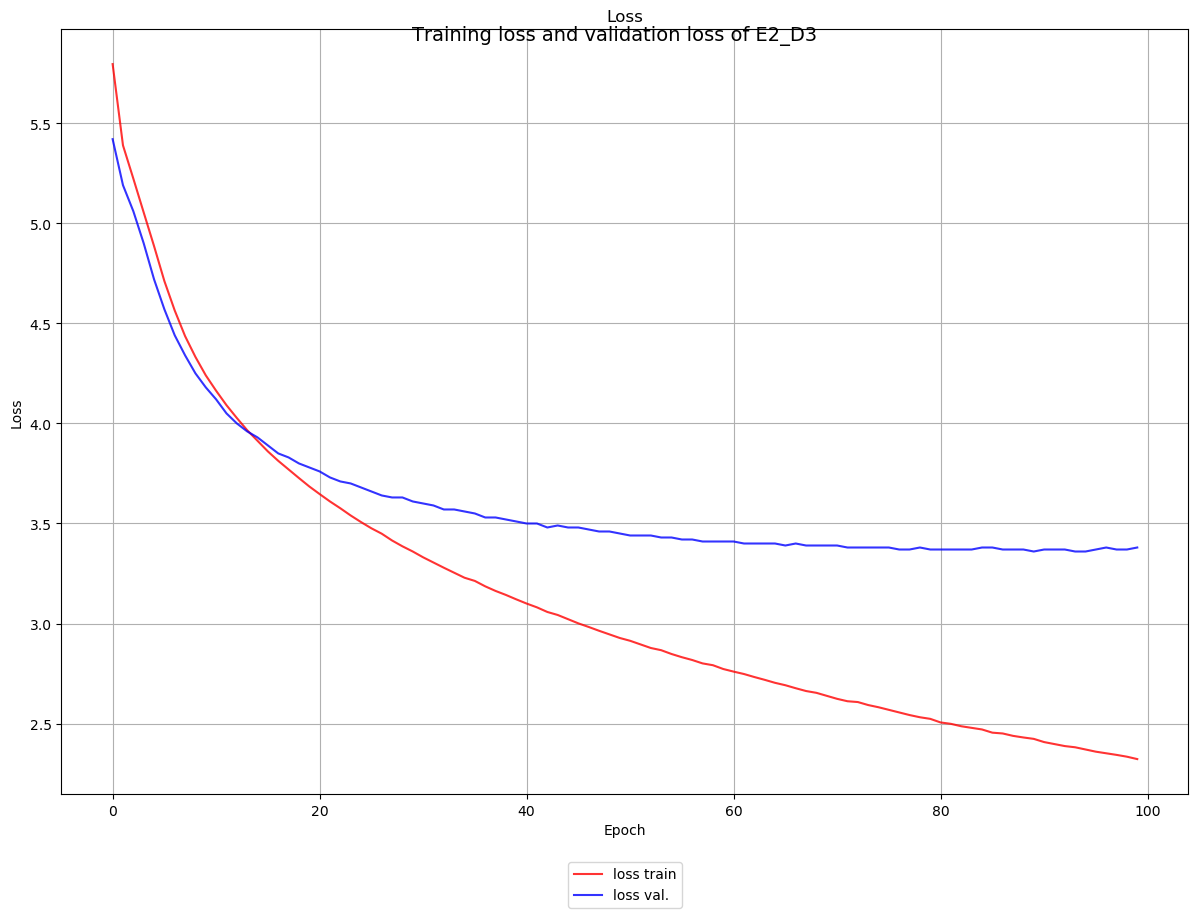 Loss
Training loss and validation loss of E2_D3
5.5
5.0
4.5
4.0
3.5
3.0
2.5
Loss
0 20 40 60 80 100
Epoch
loss train
loss val.